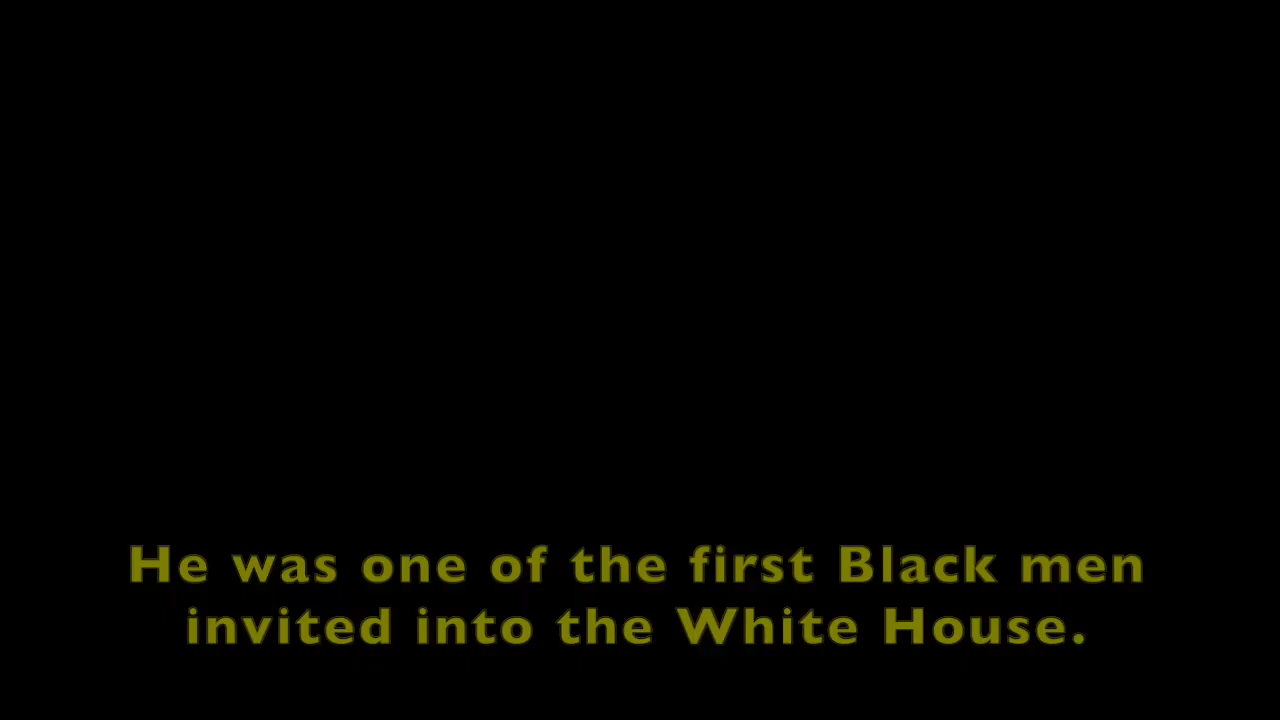 He was one of the first Black men
invited into the White House.